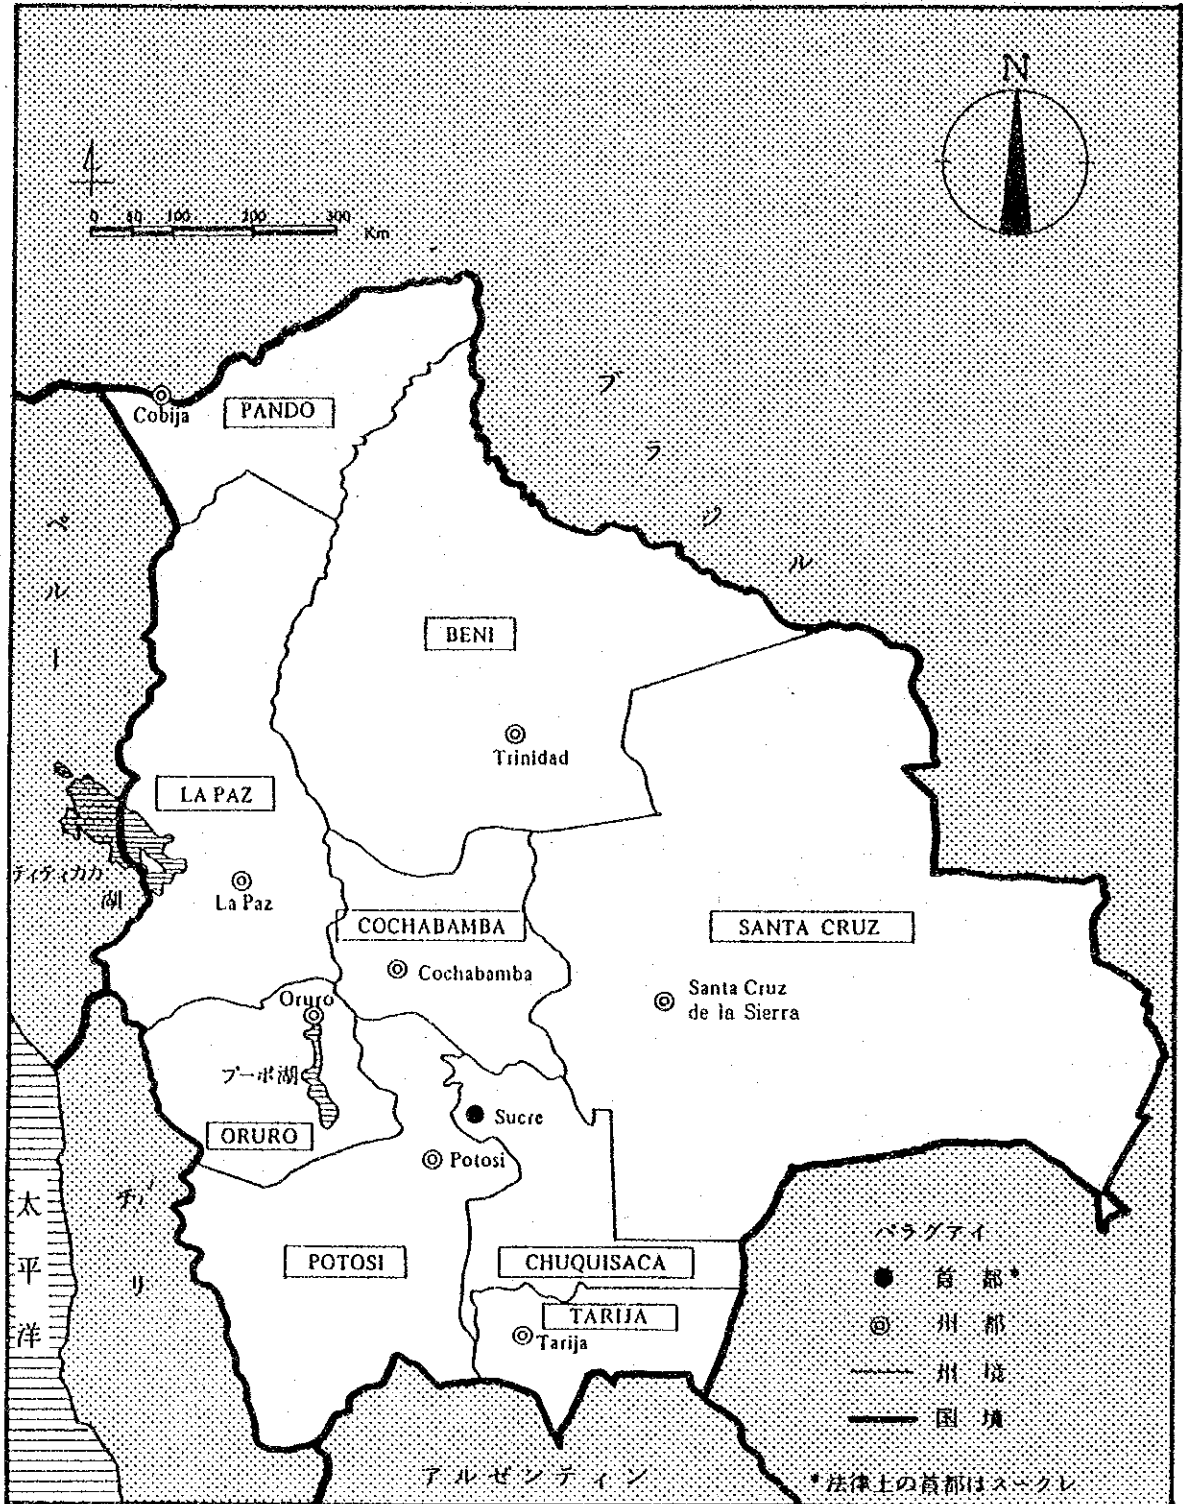 N
0 50 100 200 300
Km
ブラジル
Cobija
PANDO
ペルー
BENI
Trinidad
LA PAZ
ティティカカ
湖
La Paz
COCHABAMBA
Cochabamba
SANTA CRUZ
Santa Cruz
de la Sierra
Oruro
プーポ湖
ORURO
Sucre
Potosi
太平洋
チリ
POTOSI
CHUQUISACA
TARIJA
Tarija
パラグアイ
首都*
州都
州境
国境
アルゼンティン
*法律上の首都はスークレ